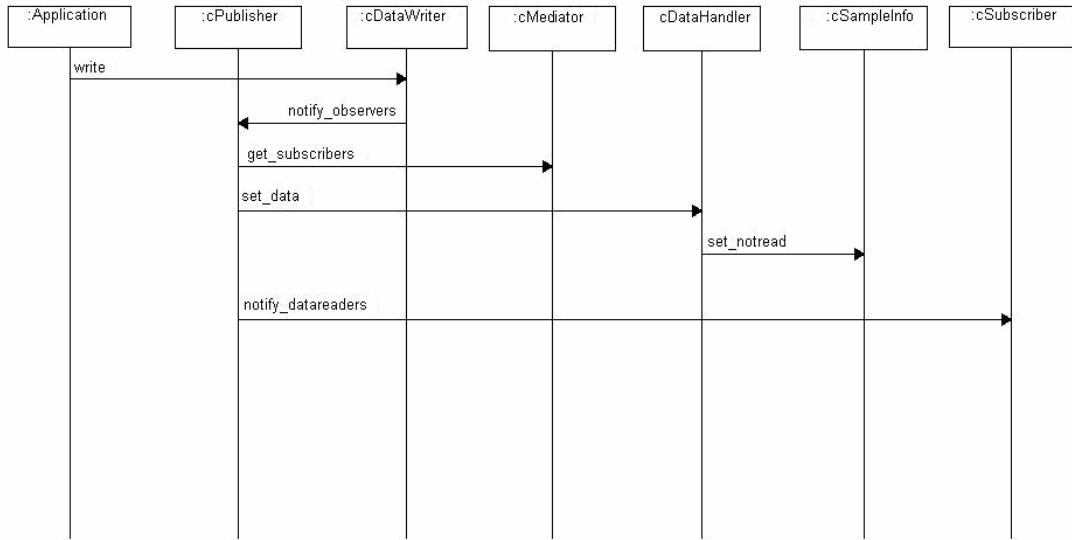 :Application
:cPublisher
:cDataWriter
:cMediator
cDataHandler
:cSampleInfo
:cSubscriber
write
notify_observers
get_subscribers
set_data
set_notread
notify_datareaders